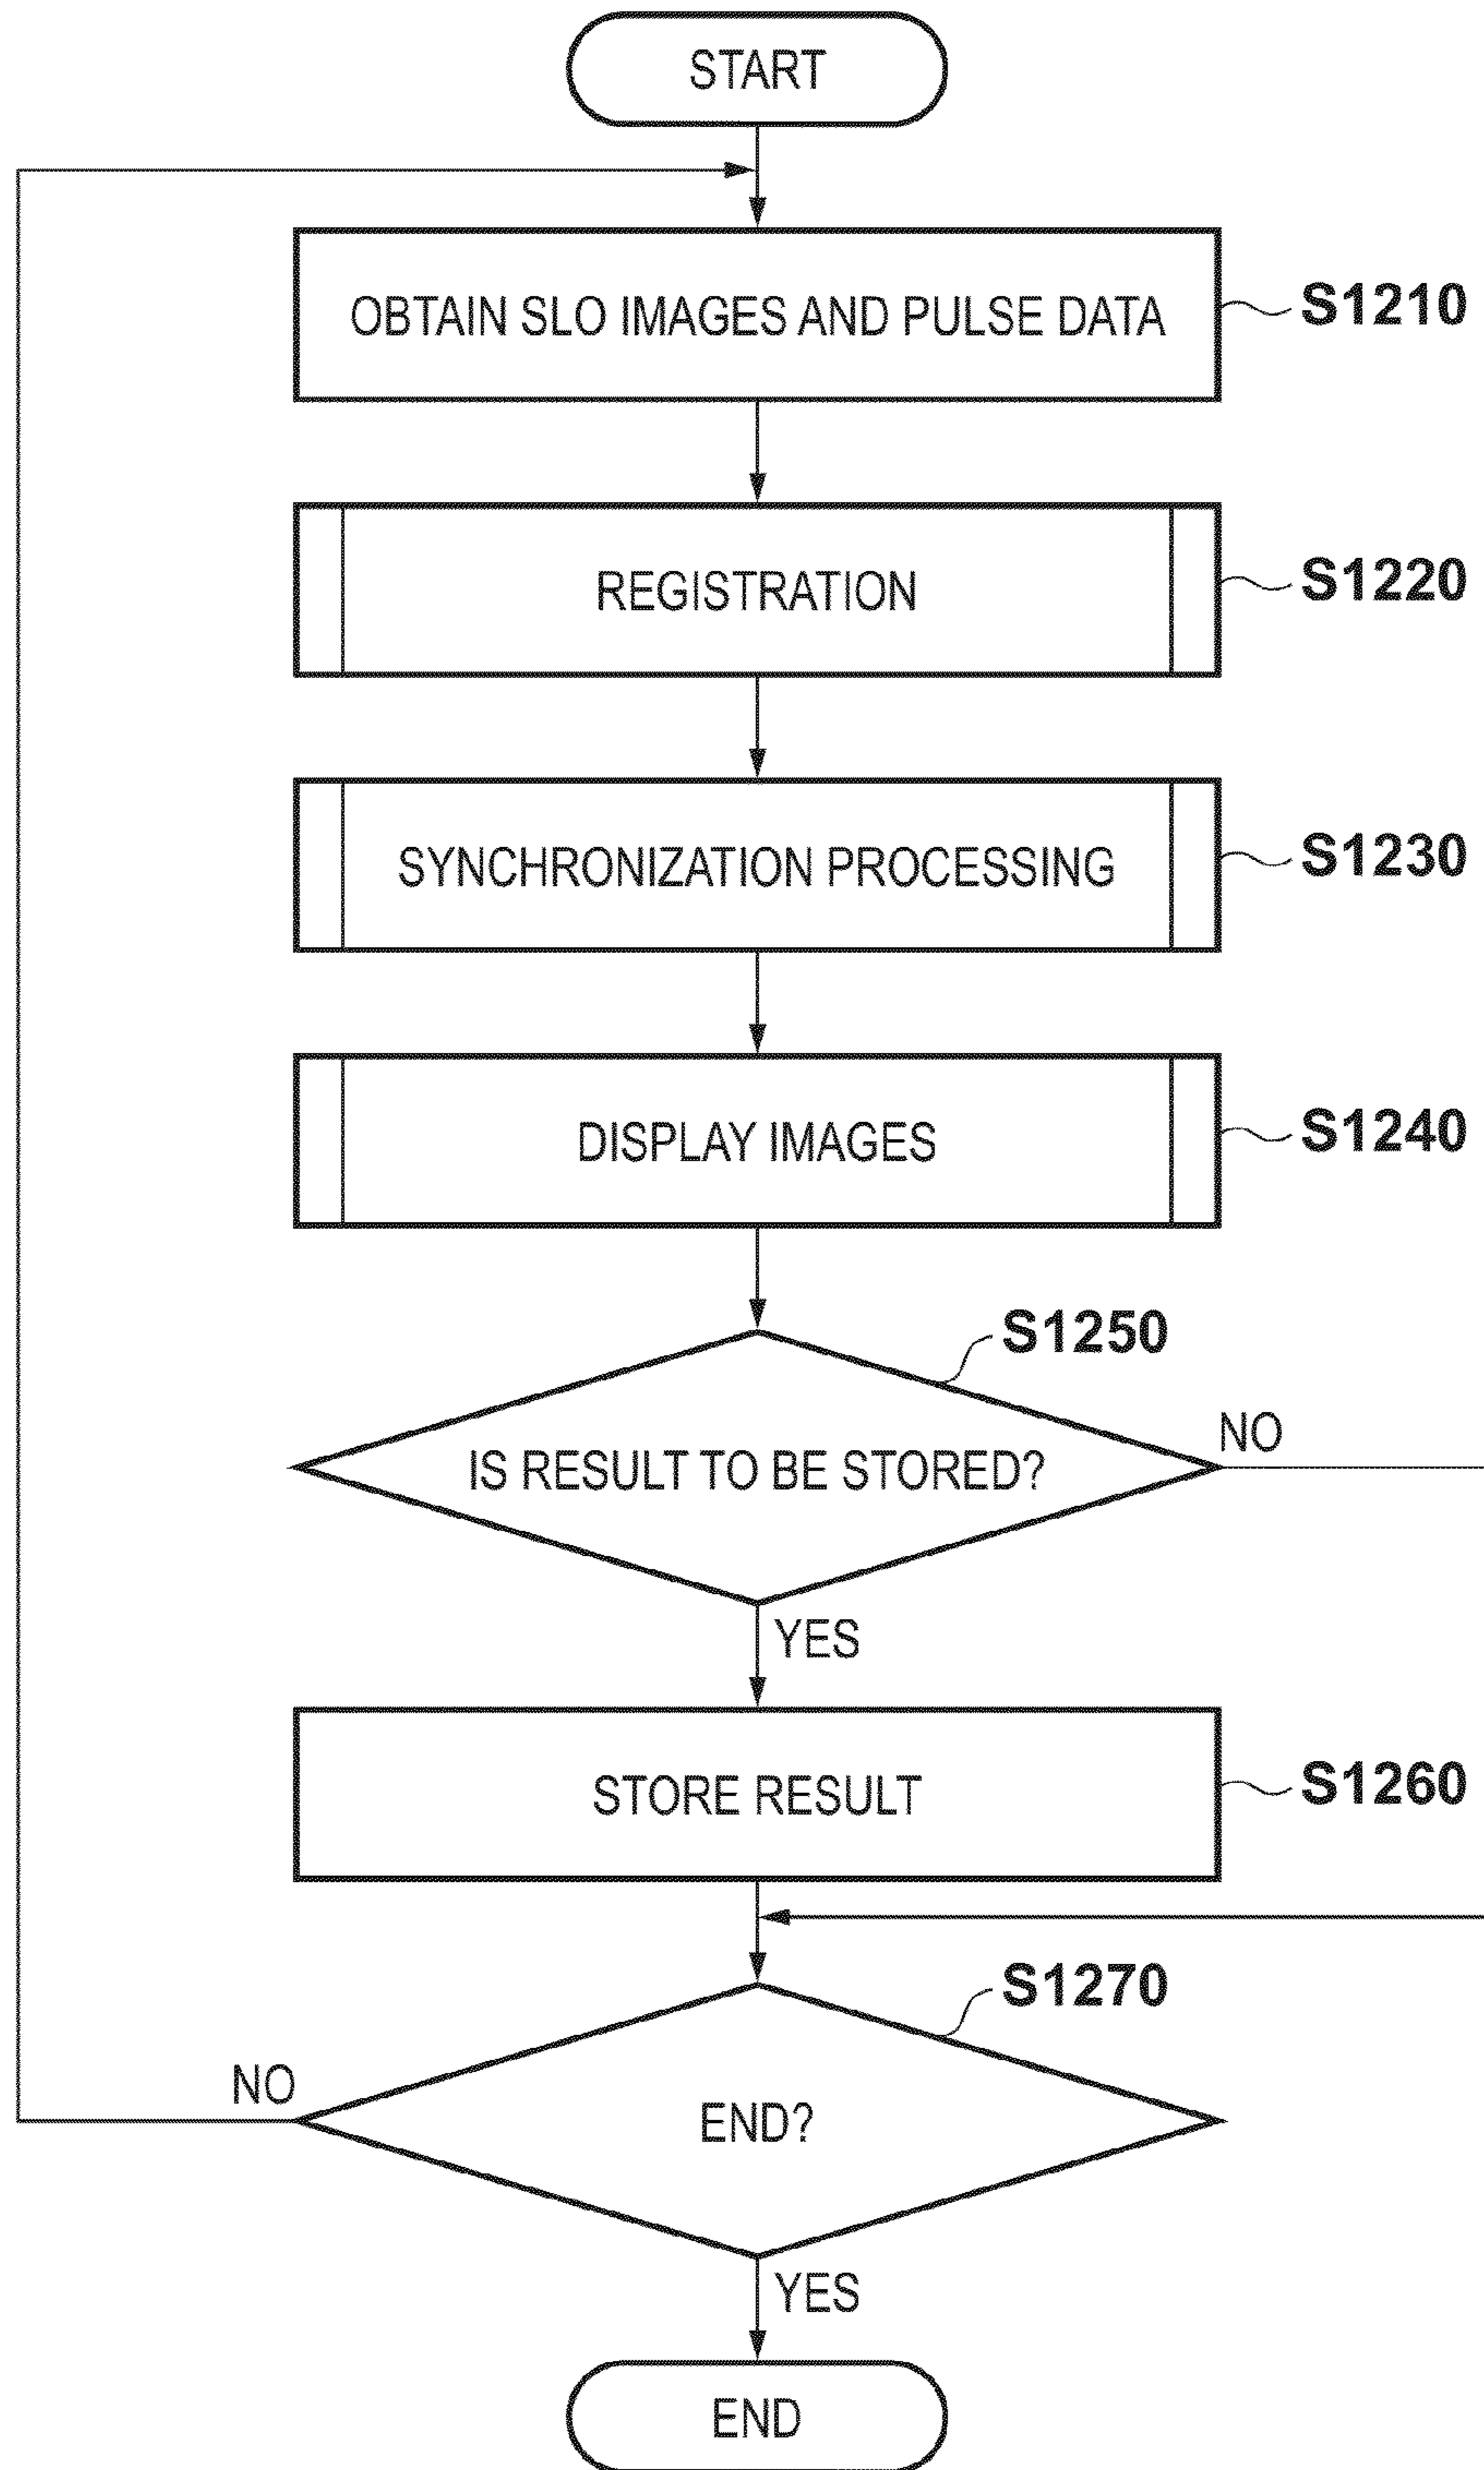 START
OBTAIN SLO IMAGES AND PULSE DATA
S1210
REGISTRATION
S1220
SYNCHRONIZATION PROCESSING
S1230
DISPLAY IMAGES
S1240
S1250
IS RESULT TO BE STORED?
NO
YES
STORE RESULT
S1260
S1270
NO
END?
YES
END